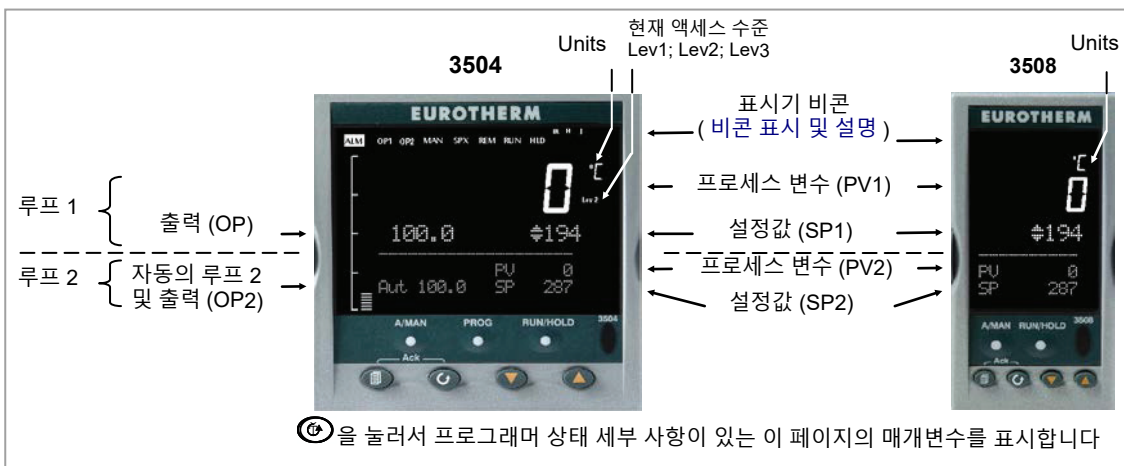 현재 액세스 수준
Units
Lev1; Lev2; Lev3
Units
3504
3508
표시기 비콘
( 비콘 표시 및 설명 )
EUROTHERM
ALM OP1 OP2 MAN SPX REM RUN HLD
°C
0
Lev 2
EUROTHERM
°C
0
프로세스 변수 (PV1)
루프 1
출력 (OP)
100.0 194
설정값 (SP1)
194
루프 2
자동의 루프 2
및 출력 (OP2)
PV 0
Aut 100.0 SP 287
프로세스 변수 (PV2)
설정값 (SP2)
PV 0
SP 287
A/MAN PROG RUN/HOLD 3504
Ack
A/MAN RUN/HOLD 3508
Ack
을 눌러서 프로그래머 상태 세부 사항이 있는 이 페이지의 매개변수를 표시합니다